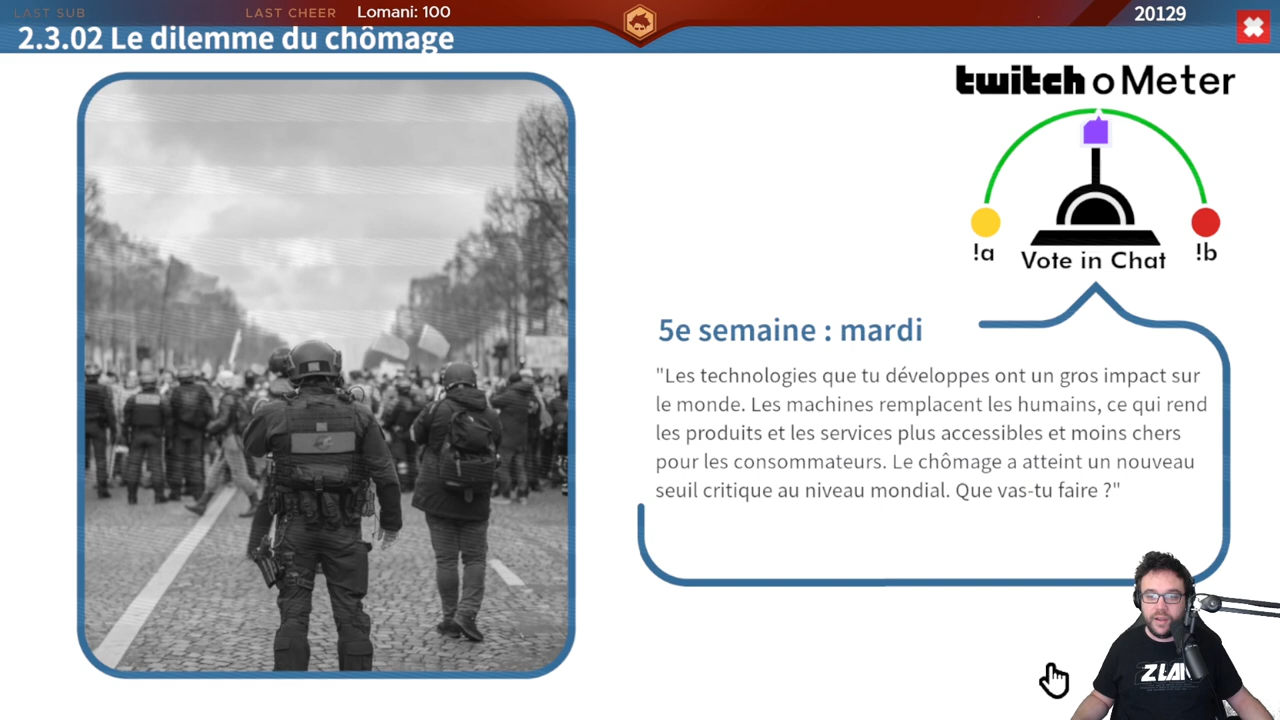 LAST SUB
LAST CHEER Lomani: 100
20129
2.3.02 Le dilemme du chômage
twitch o Meter
!a
Vote in Chat
!b
5e semaine : mardi
"Les technologies que tu développes ont un gros impact sur
le monde. Les machines remplacent les humains, ce qui rend
les produits et les services plus accessibles et moins chers
pour les consommateurs. Le chômage a atteint un nouveau
seuil critique au niveau mondial. Que vas-tu faire ?"
ZLAN